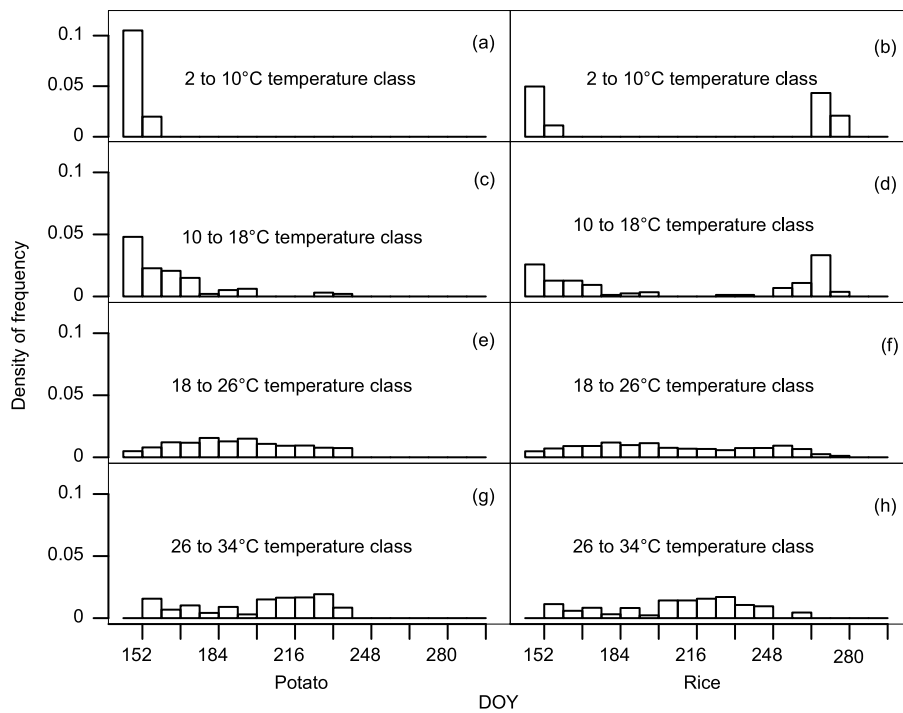 0.1
(a)
(b)
2 to 10°C temperature class
2 to 10°C temperature class
0.05
0
0.1
(c)
(d)
10 to 18°C temperature class
10 to 18°C temperature class
0.05
0
Density of frequency
0.1
(e)
(f)
18 to 26°C temperature class
18 to 26°C temperature class
0.05
0
0.1
(g)
(h)
26 to 34°C temperature class
26 to 34°C temperature class
0.05
0
152 184 216 248 280
152 184 216 248 280
Potato
Rice
DOY